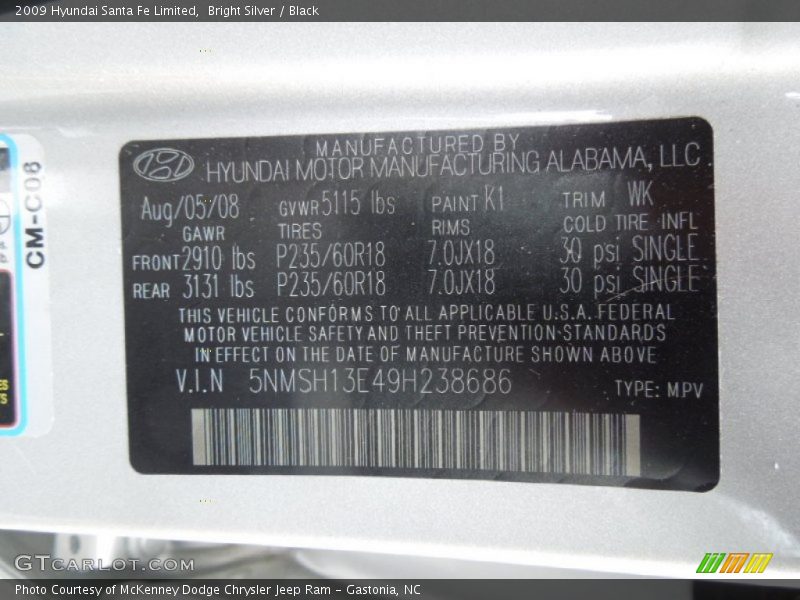 2009 Hyundai Santa Fe Limited,  Bright Silver / Black
CM-C08
MANUFACTURED BY
HYUNDAI MOTOR MANUFACTURING ALABAMA, LLC
Aug/05/08 GVWR 5115 lbs PAINT K1 TRIM WK
GAWR TIRES RIMS COLD TIRE INFL
FRONT 2910 lbs P235/60R18 7.0JX18 30 psi SINGLE
REAR 3131 lbs P235/60R18 7.0JX18 30 psi SINGLE
THIS VEHICLE CONFORMS TO ALL APPLICABLE U.S.A. FEDERAL
MOTOR VEHICLE SAFETY AND THEFT PREVENTION STANDARDS
IN EFFECT ON THE DATE OF MANUFACTURE SHOWN ABOVE
V.I.N 5NMSH13E49H238686
TYPE: M.P.V
GTCARLOT.COM
Photo Courtesy of McKenney Dodge Chrysler Jeep Ram - Gastonia, NC